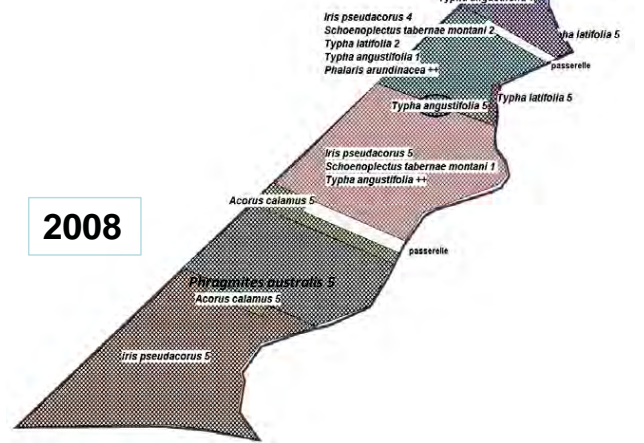 Iris pseudacorus 4
Schoenoplectus tabernae montani 2
Typha latifolia 2
Typha angustifolia 1
Phalaris arundinacea ++
latifolia 5
passerelle
Typha angustifolia 5
Typha latifolia 5
Iris pseudacorus 5
Schoenoplectus tabernae montani 1
Typha angustifolia ++
Acorus calamus 5
2008
passerelle
Phragmites australis 5
Acorus calamus 5
Iris pseudacorus 5